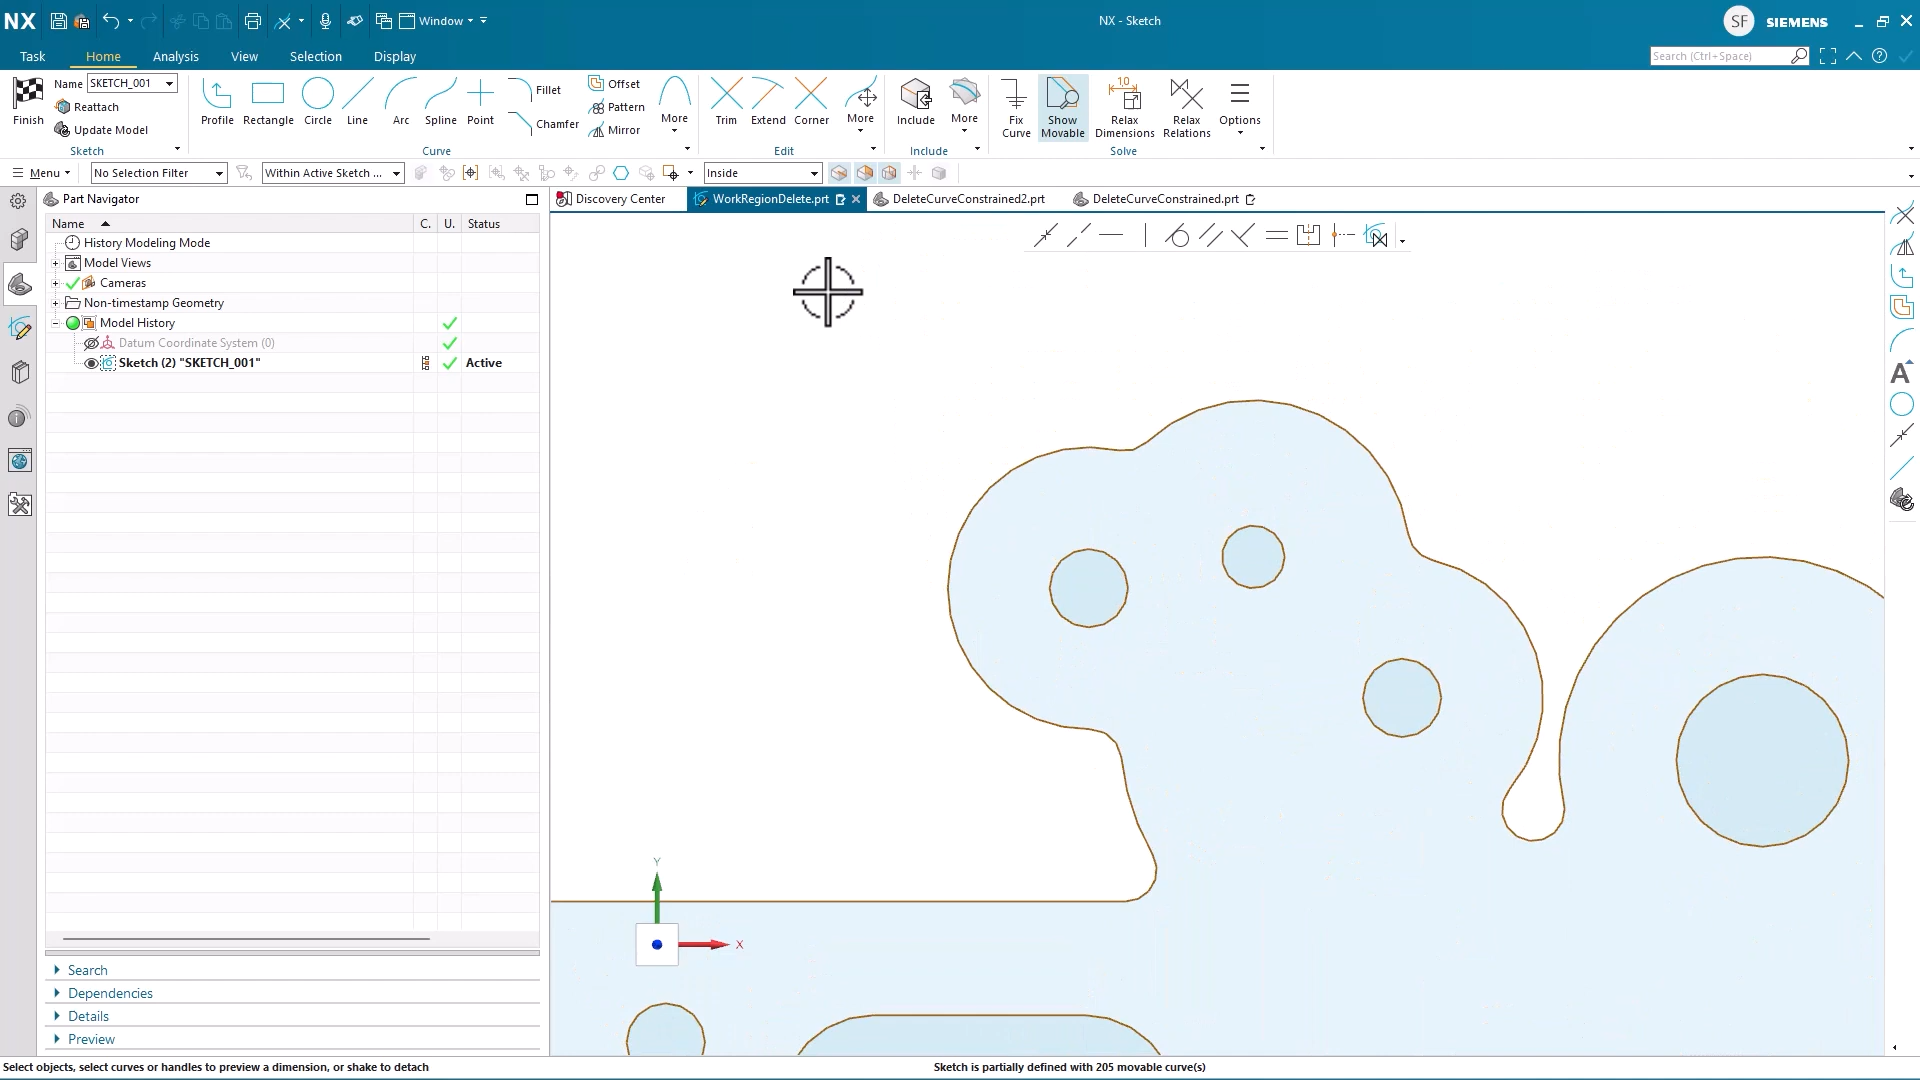 NX
Window
NX - Sketch
SF
SIEMENS
Task
Home
Analysis
View
Selection
Display
Search (Ctrl+Space)
Finish
Name
SKETCH_001
Reattach
Update Model
Sketch
Profile
Rectangle
Circle
Line
Arc
Spline
Point
Fillet
Chamfer
Offset
Pattern
Mirror
More
Curve
Trim
Extend
Corner
More
Edit
Include
More
Include
Fix
Curve
Show
Movable
10
Relax
Dimensions
Relax
Relations
Options
Solve
Menu
No Selection Filter
Within Active Sketch ...
Inside
Part Navigator
Discovery Center
WorkRegionDelete.prt
DeleteCurveConstrained2.prt
DeleteCurveConstrained.prt
Name
C.
U.
Status
History Modeling Mode
Model Views
Cameras
Non-timestamp Geometry
Model History
Datum Coordinate System (0)
Sketch (2) "SKETCH_001"
Active
A
Y
X
Search
Dependencies
Details
Preview
Select objects, select curves or handles to preview a dimension, or shake to detach
Sketch is partially defined with 205 movable curve(s)